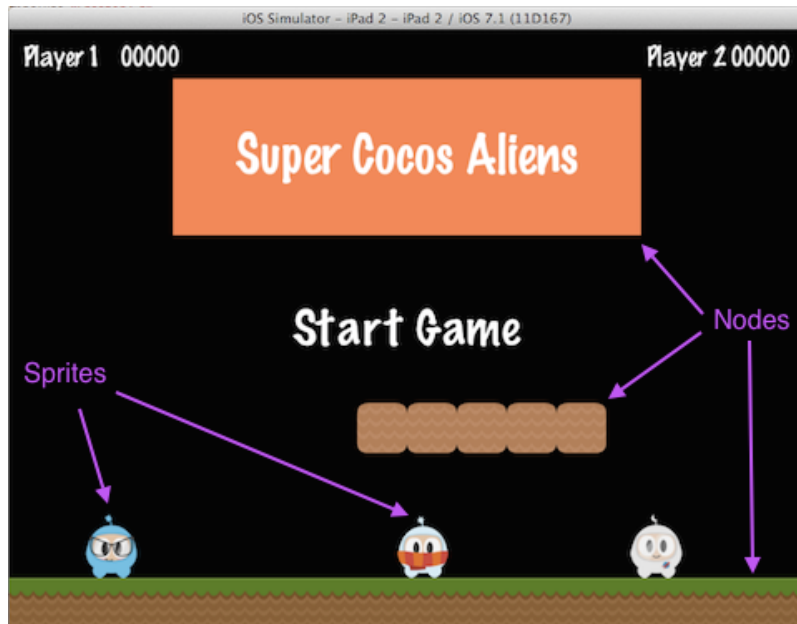 iOS Simulator – iPad 2 – iPad 2 / iOS 7.1 (11D167)
Player 1 00000
Player 2 00000
Super Cocos Aliens
Start Game
Nodes
Sprites